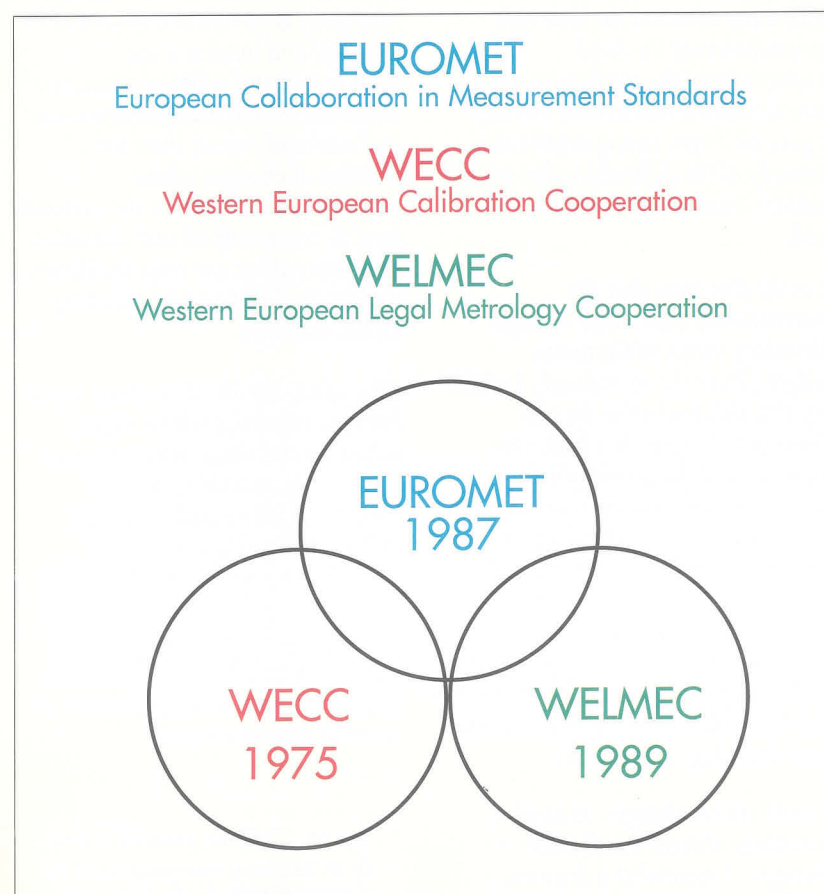 EUROMET
European Collaboration in Measurement Standards
WECC
Western European Calibration Cooperation
WELMEC
Western European Legal Metrology Cooperation
EUROMET
1987
WECC
1975
WELMEC
1989